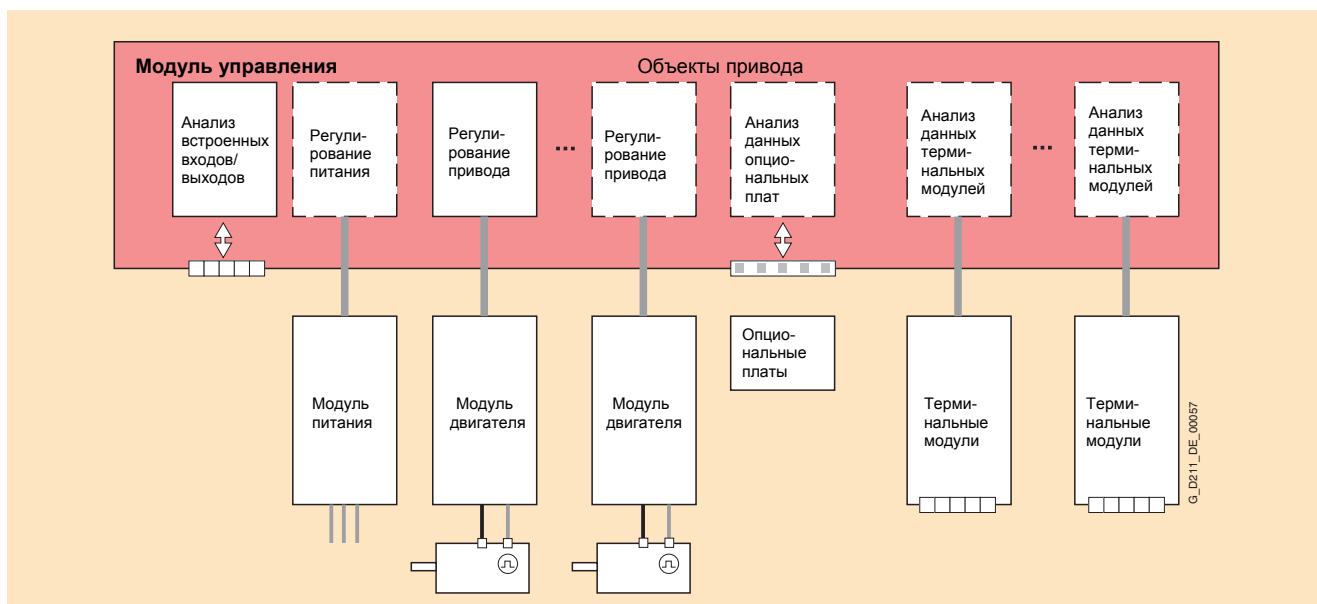 Модуль управления
Объекты привода
Анализ
встроенных
входов/
выходов
Регули-
рование
питания
Регули-
рование
привода
...
Регули-
рование
привода
Анализ
данных
опцио-
нальных
плат
Анализ
данных
терми-
нальных
модулей
...
Анализ
данных
терми-
нальных
модулей
Модуль
питания
Модуль
двигателя
Модуль
двигателя
Опцио-
нальные
платы
Терми-
нальные
модули
Терми-
нальные
модули
G_D211_DE_00057